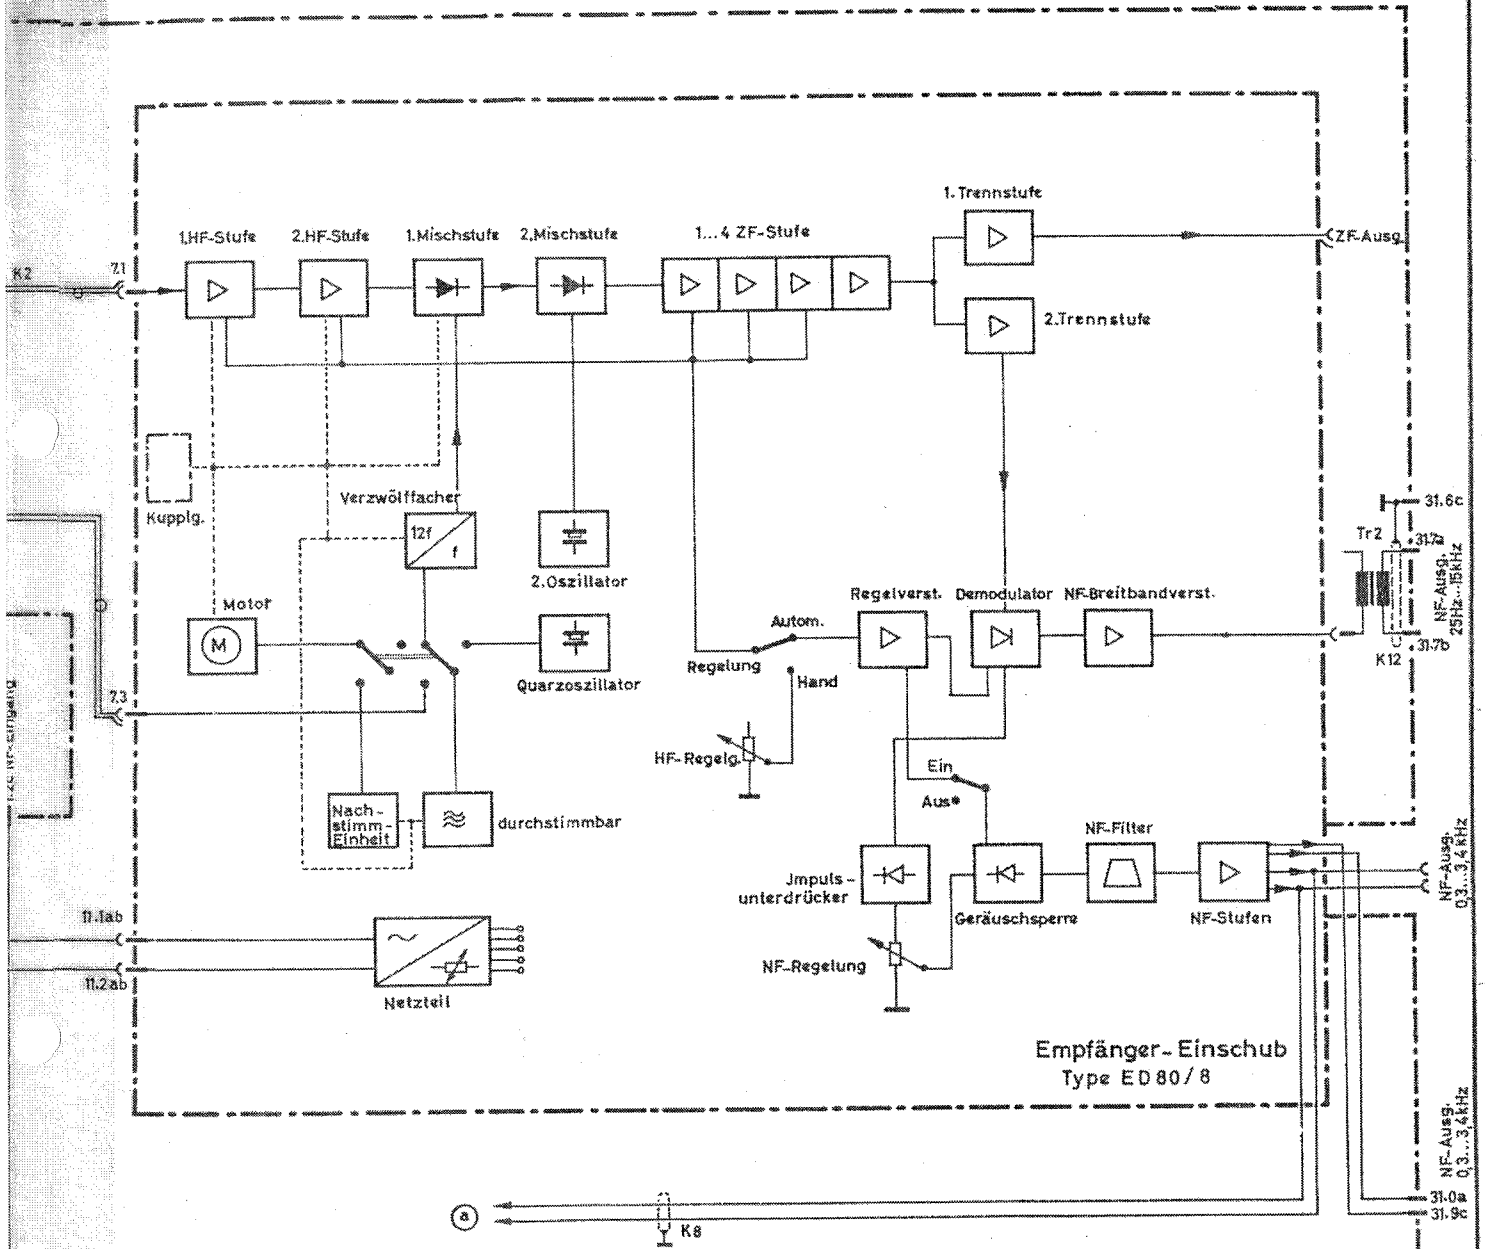 1.Trennstufe
1.HF-Stufe
2.HF-Stufe
1.Mischstufe
2.Mischstufe
1...4 ZF-Stufe
ZF-Ausg.
K2
7.1
2.Trennstufe
Verzwölffacher
Kupplg.
12f
f
31.6c
Tr2
31.7a
NF-Ausg.
25Hz...15kHz
2.Oszillator
Motor
M
Regelverst.
Demodulator
NF-Breitbandverst.
Autom.
Regelung
31.7b
K12
Quarzoszillator
Hand
7.3
HF-Regelg.
Ein
Aus*
Nach-
stimm-
Einheit
durchstimmbar
NF-Filter
NF-Ausg.
0,3...3,4kHz
Jmpuls-
unterdrücker
Geräuschsperre
NF-Stufen
11.1ab
11.2ab
NF-Regelung
Netzteil
Empfänger-Einschub
Type ED80/8
NF-Ausg.
0,3...3,4kHz
31.0a
31.9c
a
K8